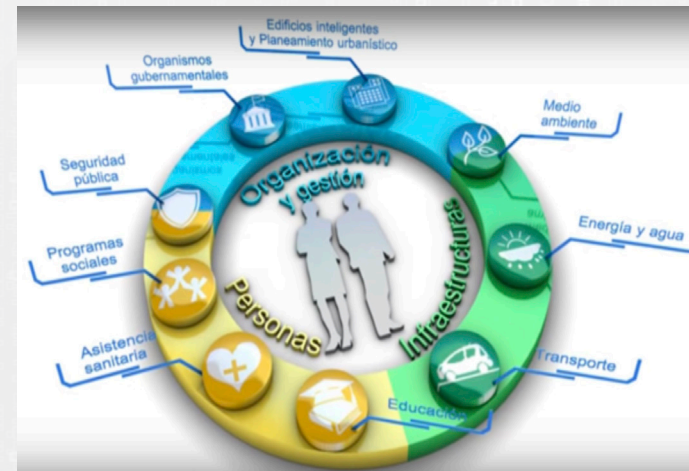 Edificios inteligentes
y Planeamiento urbanístico
Organismos
gubernamentales
Medio
ambiente
Seguridad
pública
Organización
y gestión
Energía y agua
Programas
sociales
Personas
Infraestructuras
Asistencia
sanitaria
Transporte
Educación